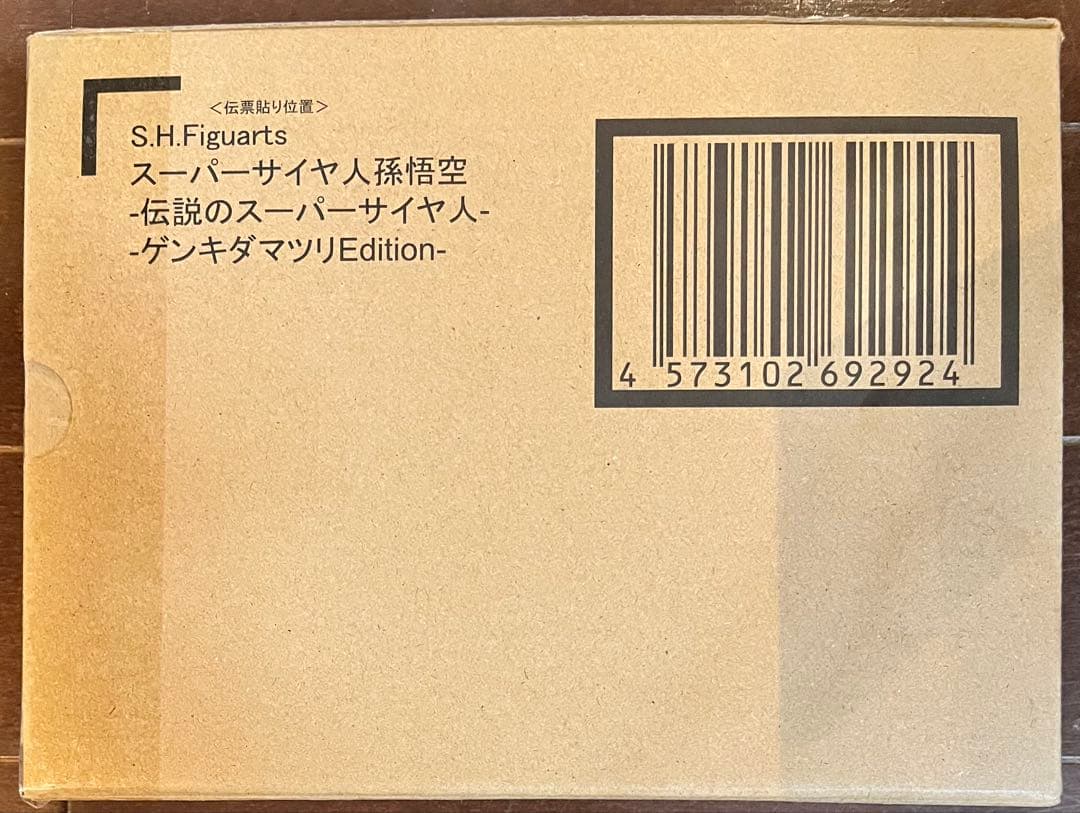 <伝票貼り位置>
S.H.Figuarts
スーパーサイヤ人孫悟空
-伝説のスーパーサイヤ人-
-ゲンキダマツリEdition-
4 573102 692924